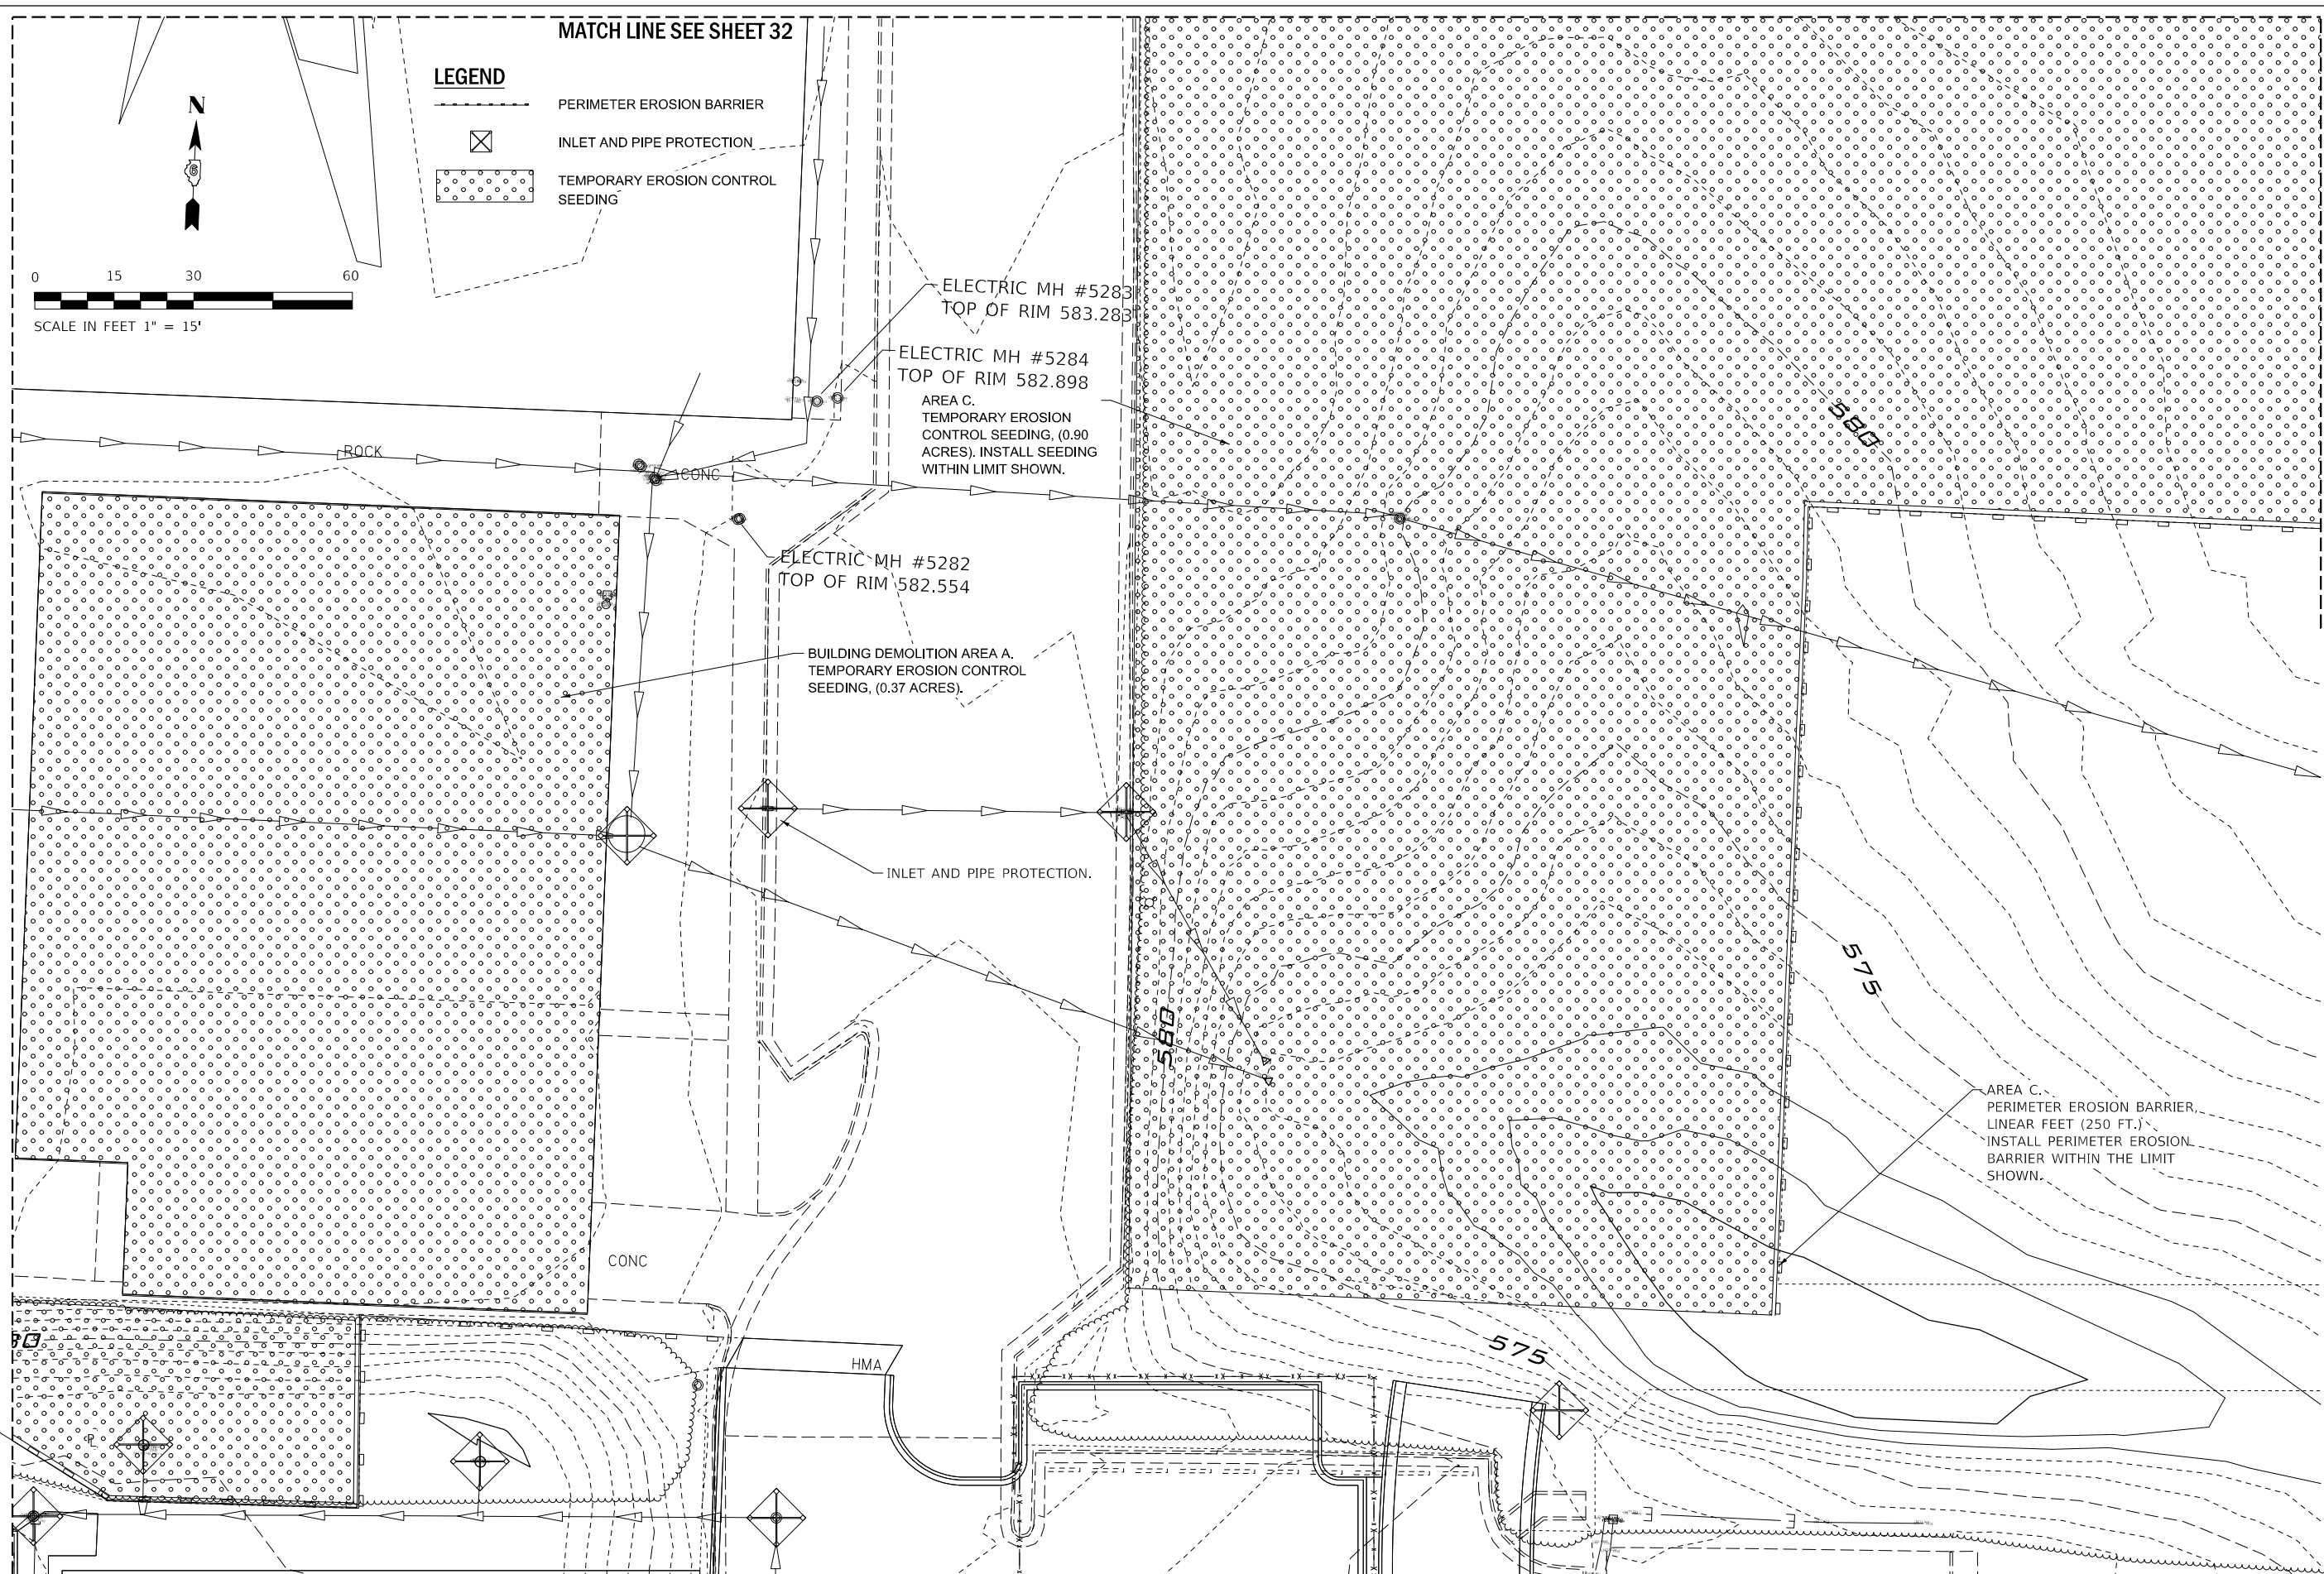 MATCH LINE SEE SHEET 32
LEGEND
PERIMETER EROSION BARRIER
INLET AND PIPE PROTECTION
TEMPORARY EROSION CONTROL
SEEDING
N
0 15 30 60
SCALE IN FEET 1" = 15'
ELECTRIC MH #5283
TOP OF RIM 583.283
ELECTRIC MH #5284
TOP OF RIM 582.898
AREA C.
TEMPORARY EROSION
CONTROL SEEDING, (0.90
ACRES). INSTALL SEEDING
WITHIN LIMIT SHOWN.
580
ROCK
CONC
ELECTRIC MH #5282
TOP OF RIM 582.554
BUILDING DEMOLITION AREA A.
TEMPORARY EROSION CONTROL
SEEDING, (0.37 ACRES).
INLET AND PIPE PROTECTION.
575
580
AREA C.
PERIMETER EROSION BARRIER,
LINEAR FEET (250 FT.)
INSTALL PERIMETER EROSION
BARRIER WITHIN THE LIMIT
SHOWN.
CONC
80
HMA
575